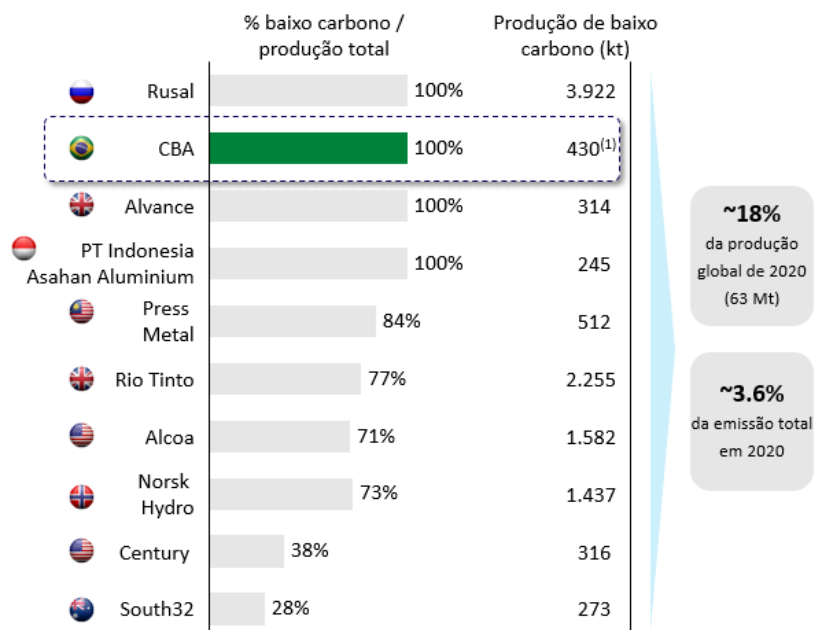 % baixo carbono /
produção total
Produção de baixo
carbono (kt)
Rusal 100% 3.922
CBA 100% 430(1)
Alvance 100% 314
PT Indonesia
Asahan Aluminium 100% 245
Press
Metal 84% 512
Rio Tinto 77% 2.255
Alcoa 71% 1.582
Norsk
Hydro 73% 1.437
Century 38% 316
South32 28% 273
~18%
da produção
global de 2020
(63 Mt)
~3.6%
da emissão total
em 2020